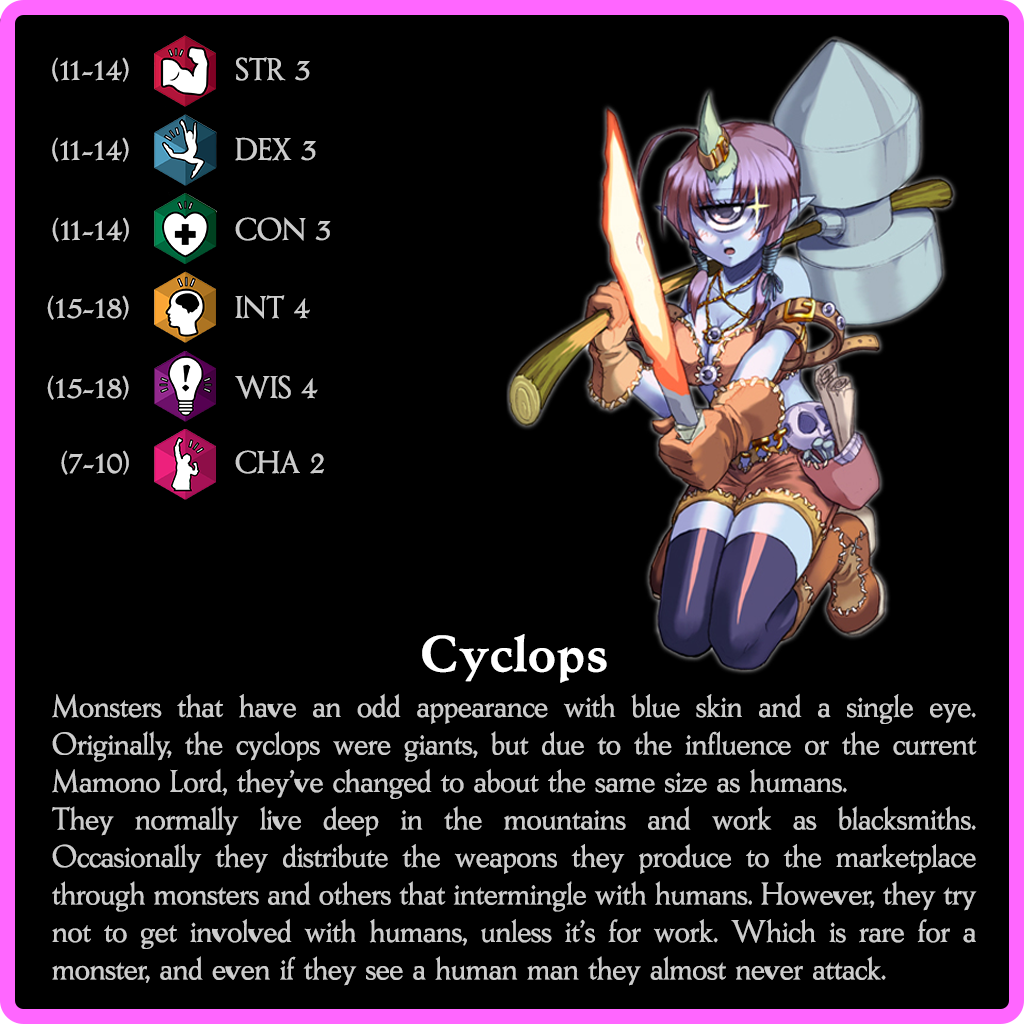 (11-14) STR 3
(11-14) DEX 3
(11-14) CON 3
(15-18) INT 4
(15-18) WIS 4
(7-10) CHA 2
Cyclops
Monsters that have an odd appearance with blue skin and a single eye.
Originally, the cyclops were giants, but due to the influence or the current
Mamono Lord, they've changed to about the same size as humans.
They normally live deep in the mountains and work as blacksmiths.
Occasionally they distribute the weapons they produce to the marketplace
through monsters and others that intermingle with humans. However, they try
not to get involved with humans, unless it's for work. Which is rare for a
monster, and even if they see a human man they almost never attack.